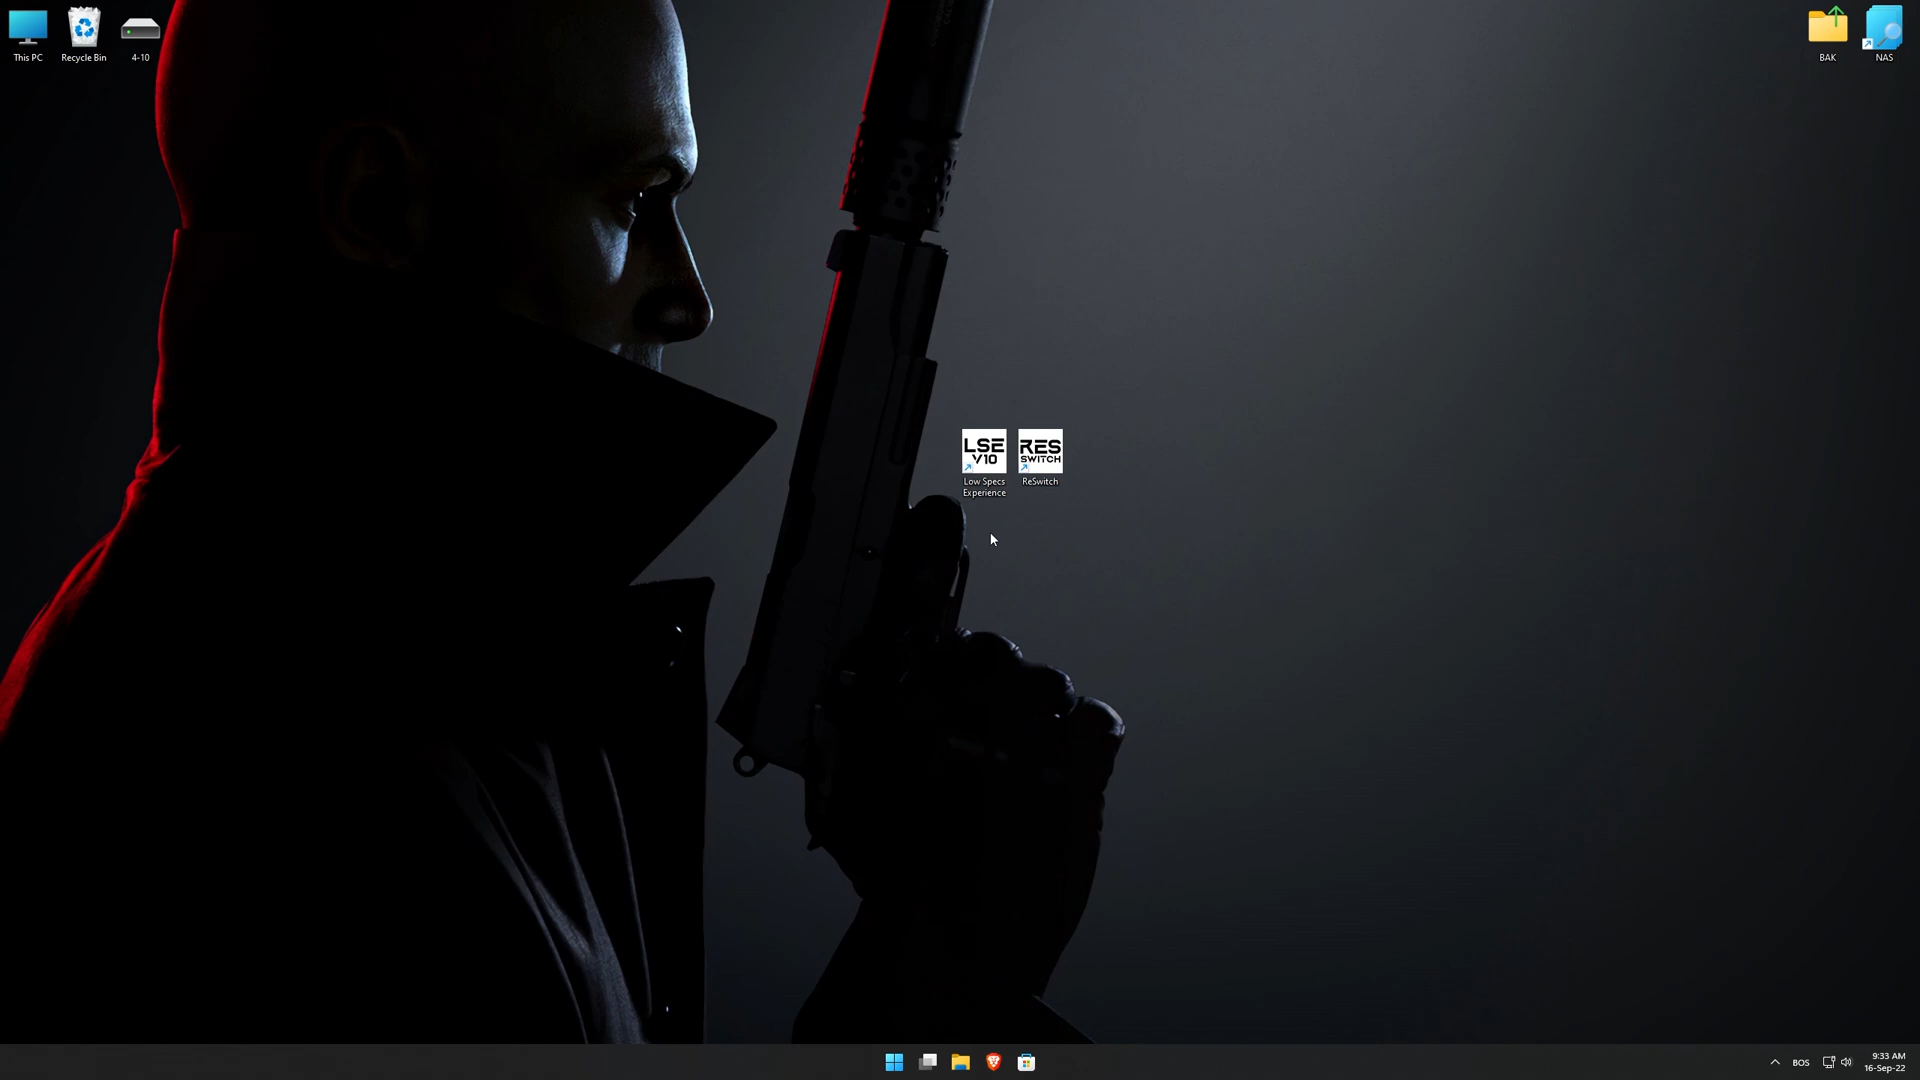 This PC
Recycle Bin
4-10
BAK
NAS
LSE
V10
Low Specs
Experience
RES
SWITCH
ReSwitch
BOS
9:33 AM
16-Sep-22